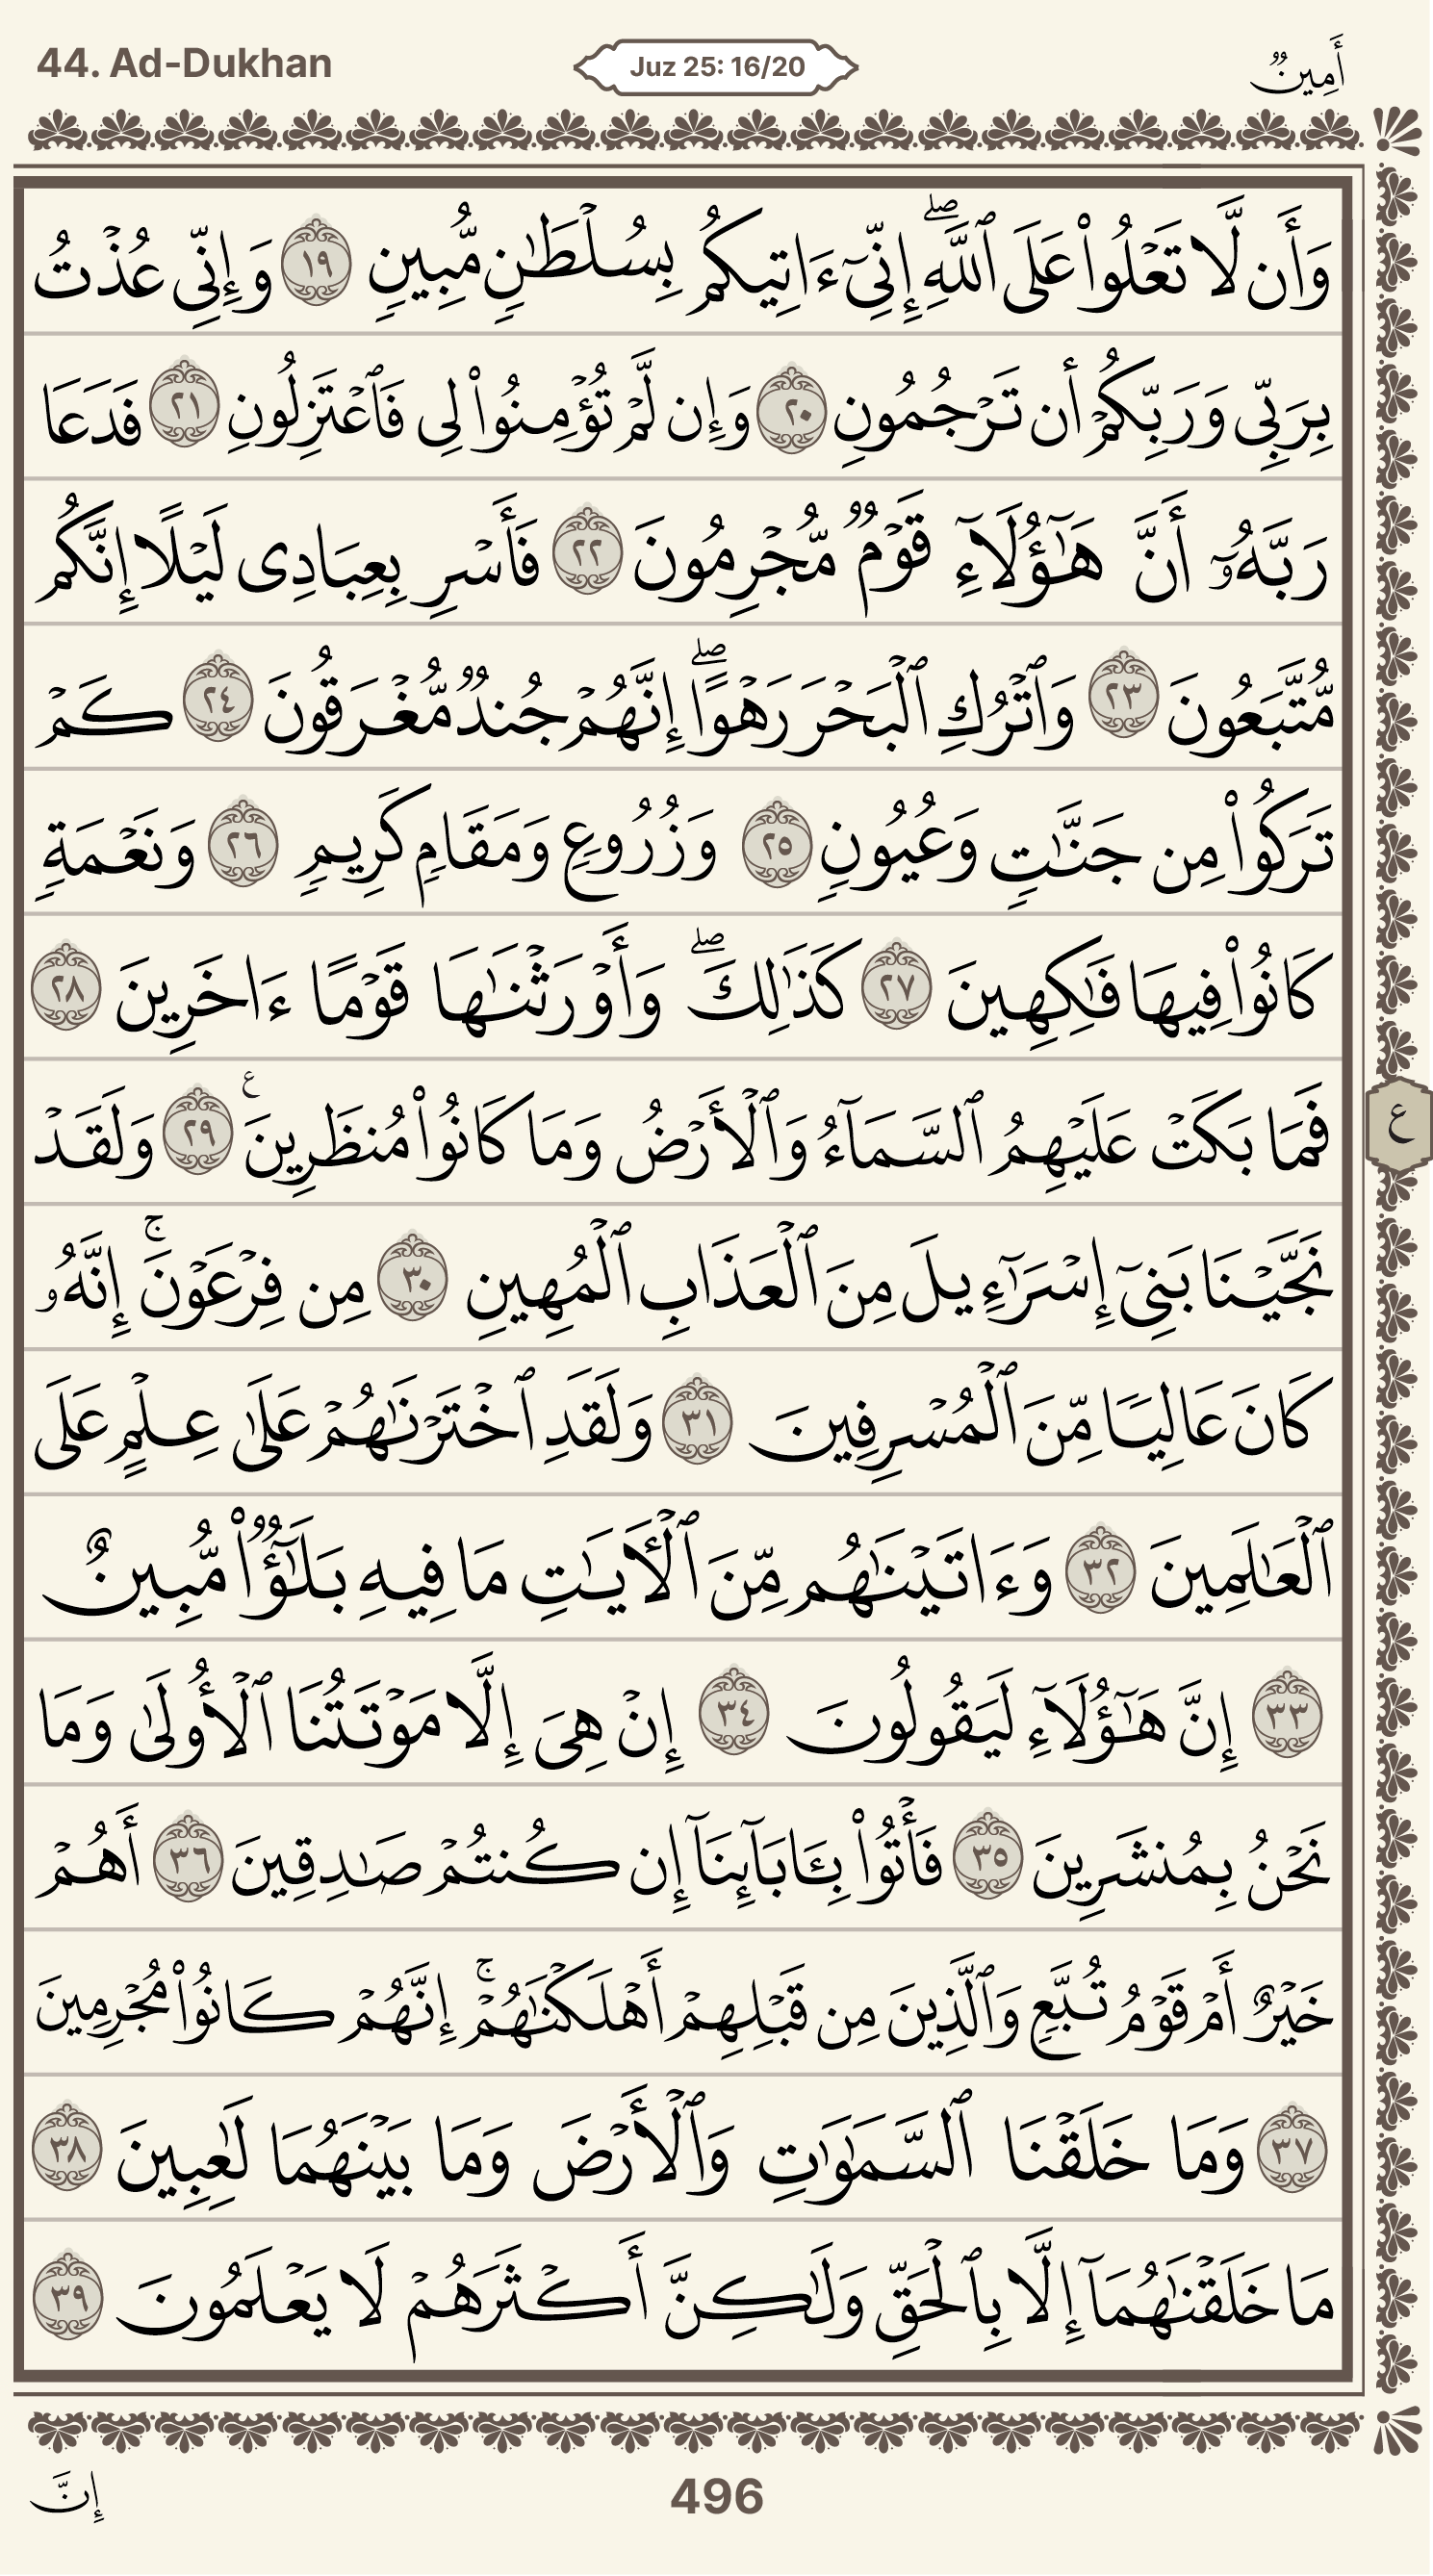 44. Ad-Dukhan
Juz 25: 16/20
أَمِينٌ
وَأَن لَّا تَعْلُوا۟ عَلَى ٱللَّهِ ۖ إِنِّىٓ ءَاتِيكُم بِسُلْطَٰنٍ مُّبِينٍ ١٩ وَإِنِّى عُذْتُ
بِرَبِّى وَرَبِّكُمْ أَن تَرْجُمُونِ ٢٠ وَإِن لَّمْ تُؤْمِنُوا۟ لِى فَٱعْتَزِلُونِ ٢١ فَدَعَا
رَبَّهُۥٓ أَنَّ هَٰٓؤُلَآءِ قَوْمٌ مُّجْرِمُونَ ٢٢ فَأَسْرِ بِعِبَادِى لَيْلًا إِنَّكُم
مُّتَّبَعُونَ ٢٣ وَٱتْرُكِ ٱلْبَحْرَ رَهْوًا ۖ إِنَّهُمْ جُندٌ مُّغْرَقُونَ ٢٤ كَمْ
تَرَكُوا۟ مِن جَنَّٰتٍ وَعُيُونٍ ٢٥ وَزُرُوعٍ وَمَقَامٍ كَرِيمٍ ٢٦ وَنَعْمَةٍ
كَانُوا۟ فِيهَا فَٰكِهِينَ ٢٧ كَذَٰلِكَ ۖ وَأَوْرَثْنَٰهَا قَوْمًا ءَاخَرِينَ ٢٨
فَمَا بَكَتْ عَلَيْهِمُ ٱلسَّمَآءُ وَٱلْأَرْضُ وَمَا كَانُوا۟ مُنظَرِينَ ع ٢٩ وَلَقَدْ
ع
نَجَّيْنَا بَنِىٓ إِسْرَٰٓءِيلَ مِنَ ٱلْعَذَابِ ٱلْمُهِينِ ٣٠ مِن فِرْعَوْنَ ۚ إِنَّهُۥ
كَانَ عَالِيًا مِّنَ ٱلْمُسْرِفِينَ ٣١ وَلَقَدِ ٱخْتَرْنَٰهُمْ عَلَىٰ عِلْمٍ عَلَى
ٱلْعَٰلَمِينَ ٣٢ وَءَاتَيْنَٰهُم مِّنَ ٱلْءَايَٰتِ مَا فِيهِ بَلَٰٓؤٌا۟ مُّبِينٌ
٣٣ إِنَّ هَٰٓؤُلَآءِ لَيَقُولُونَ ٣٤ إِنْ هِىَ إِلَّا مَوْتَتُنَا ٱلْأُولَىٰ وَمَا
نَحْنُ بِمُنشَرِينَ ٣٥ فَأْتُوا۟ بِـَٔابَآئِنَآ إِن كُنتُمْ صَٰدِقِينَ ٣٦ أَهُمْ
خَيْرٌ أَمْ قَوْمُ تُبَّعٍ وَٱلَّذِينَ مِن قَبْلِهِمْ أَهْلَكْنَٰهُمْ ۚ إِنَّهُمْ كَانُوا۟ مُجْرِمِينَ
٣٧ وَمَا خَلَقْنَا ٱلسَّمَٰوَٰتِ وَٱلْأَرْضَ وَمَا بَيْنَهُمَا لَٰعِبِينَ ٣٨
مَا خَلَقْنَٰهُمَآ إِلَّا بِٱلْحَقِّ وَلَٰكِنَّ أَكْثَرَهُمْ لَا يَعْلَمُونَ ٣٩
496
إِنَّ